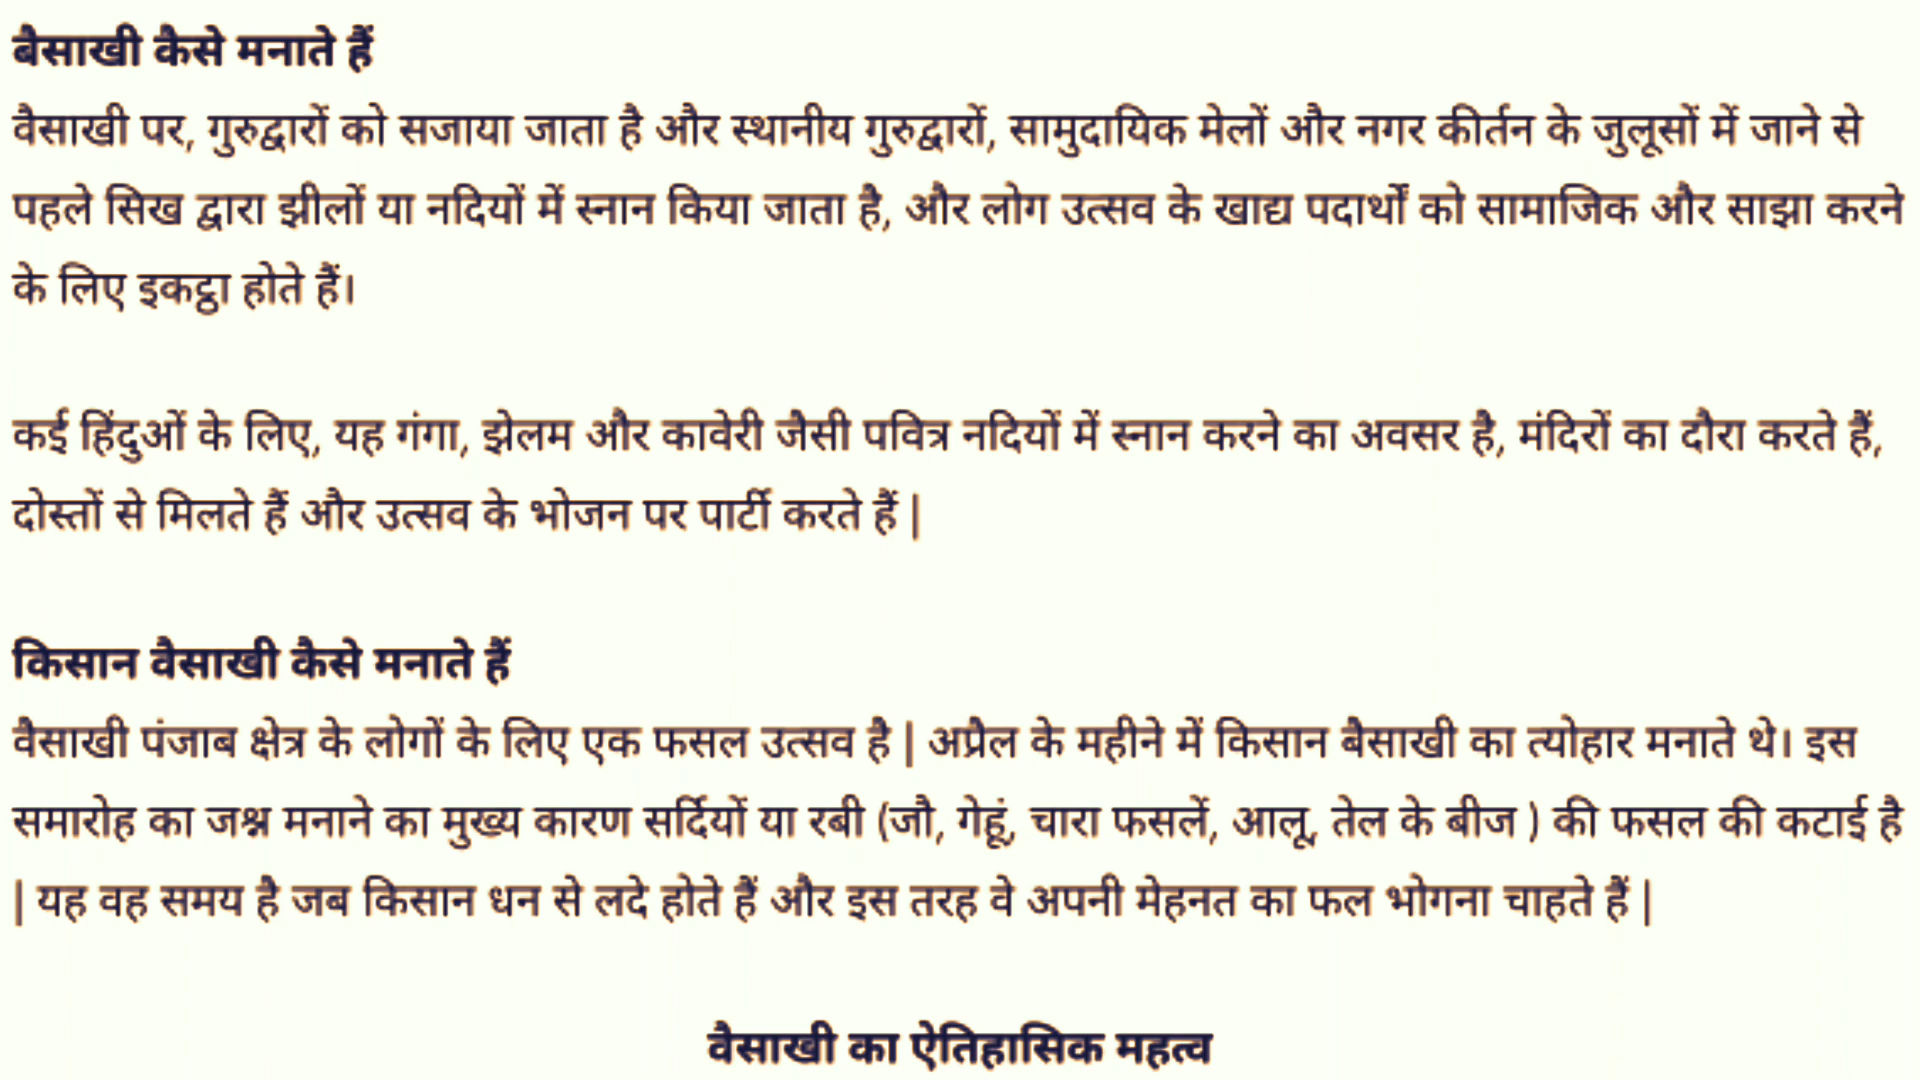 बैसाखी कैसे मनाते हैं
वैसाखी पर, गुरुद्वारों को सजाया जाता है और स्थानीय गुरुद्वारों, सामुदायिक मेलों और नगर कीर्तन के जुलूसों में जाने से
पहले सिख द्वारा झीलों या नदियों में स्नान किया जाता है, और लोग उत्सव के खाद्य पदार्थों को सामाजिक और साझा करने
के लिए इकट्ठा होते हैं।
कई हिंदुओं के लिए, यह गंगा, झेलम और कावेरी जैसी पवित्र नदियों में स्नान करने का अवसर है, मंदिरों का दौरा करते हैं,
दोस्तों से मिलते हैं और उत्सव के भोजन पर पार्टी करते हैं |
किसान वैसाखी कैसे मनाते हैं
वैसाखी पंजाब क्षेत्र के लोगों के लिए एक फसल उत्सव है | अप्रैल के महीने में किसान बैसाखी का त्योहार मनाते थे। इस
समारोह का जश्न मनाने का मुख्य कारण सर्दियों या रबी (जौ, गेहूं, चारा फसलें, आलू, तेल के बीज ) की फसल की कटाई है
| यह वह समय है जब किसान धन से लदे होते हैं और इस तरह वे अपनी मेहनत का फल भोगना चाहते हैं |
वैसाखी का ऐतिहासिक महत्व